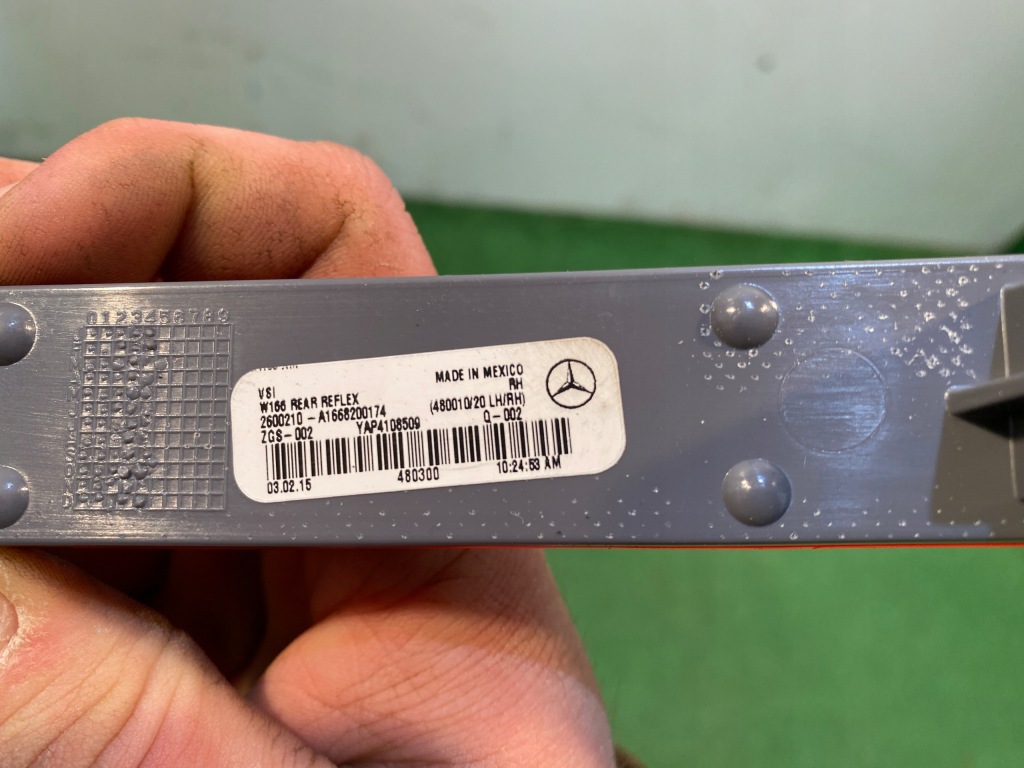 0123456789
VSI
MADE IN MEXICO
W166 REAR REFLEX
RH
2600210 - A1668200174
(480010/20 LH/RH)
ZGS-002
YAP4108509
Q-002
03.02.15
480300
10:24:53 AM